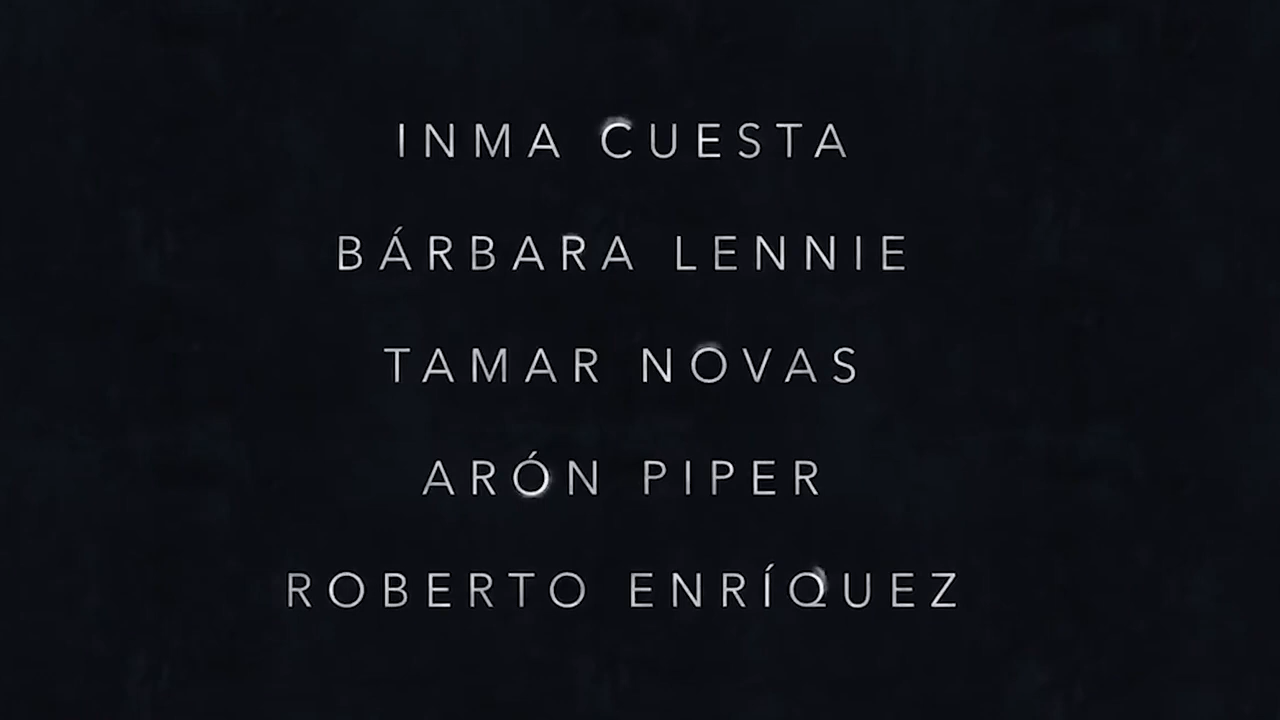 INMA CUESTA
BÁRBARA LENNIE
TAMAR NOVAS
ARÓN PIPER
ROBERTO ENRÍQUEZ